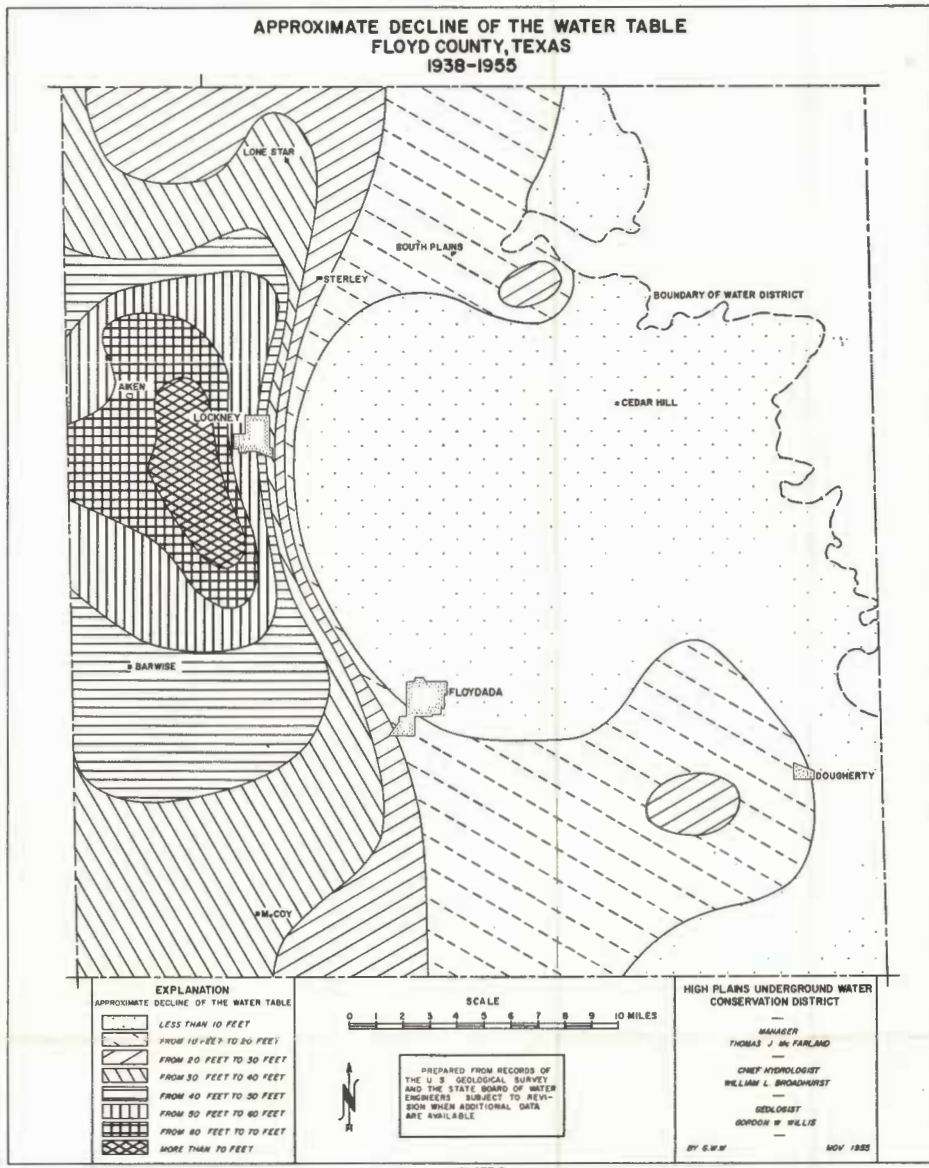 APPROXIMATE DECLINE OF THE WATER TABLE
FLOYD COUNTY, TEXAS
1938-1955
LONE STAR
SOUTH PLAINS
STERLEY
BOUNDARY OF WATER DISTRICT
AIKEN
CEDAR HILL
LOCKNEY
BARWISE
FLOYDADA
DOUGHERTY
McCOY
EXPLANATION
APPROXIMATE DECLINE OF THE WATER TABLE
LESS THAN 10 FEET
FROM 10 FEET TO 20 FEET
FROM 20 FEET TO 30 FEET
FROM 30 FEET TO 40 FEET
FROM 40 FEET TO 50 FEET
FROM 50 FEET TO 60 FEET
FROM 60 FEET TO 70 FEET
MORE THAN 70 FEET
SCALE
0 1 2 3 4 5 6 7 8 9 10 MILES
N
PREPARED FROM RECORDS OF
THE U S GEOLOGICAL SURVEY
AND THE STATE BOARD OF WATER
ENGINEERS SUBJECT TO REVI-
SION WHEN ADDITIONAL DATA
ARE AVAILABLE
HIGH PLAINS UNDERGROUND WATER
CONSERVATION DISTRICT
MANAGER
THOMAS J McFARLAND
CHIEF HYDROLOGIST
WILLIAM L. BROADHURST
GEOLOGIST
GORDON W WILLIS
BY G.W.W NOV 1955